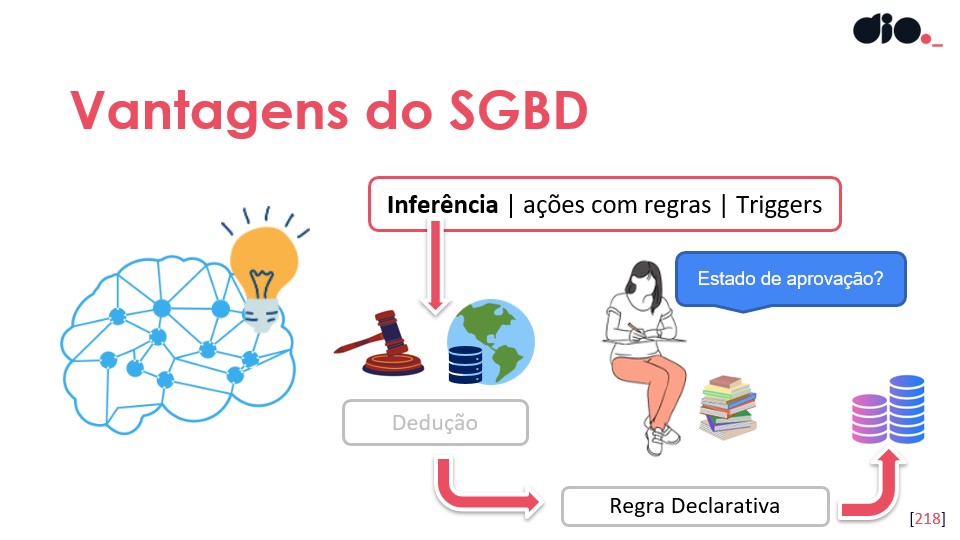 dio._
Vantagens do SGBD
Inferência | ações com regras | Triggers
Estado de aprovação?
Dedução
Regra Declarativa
[218]